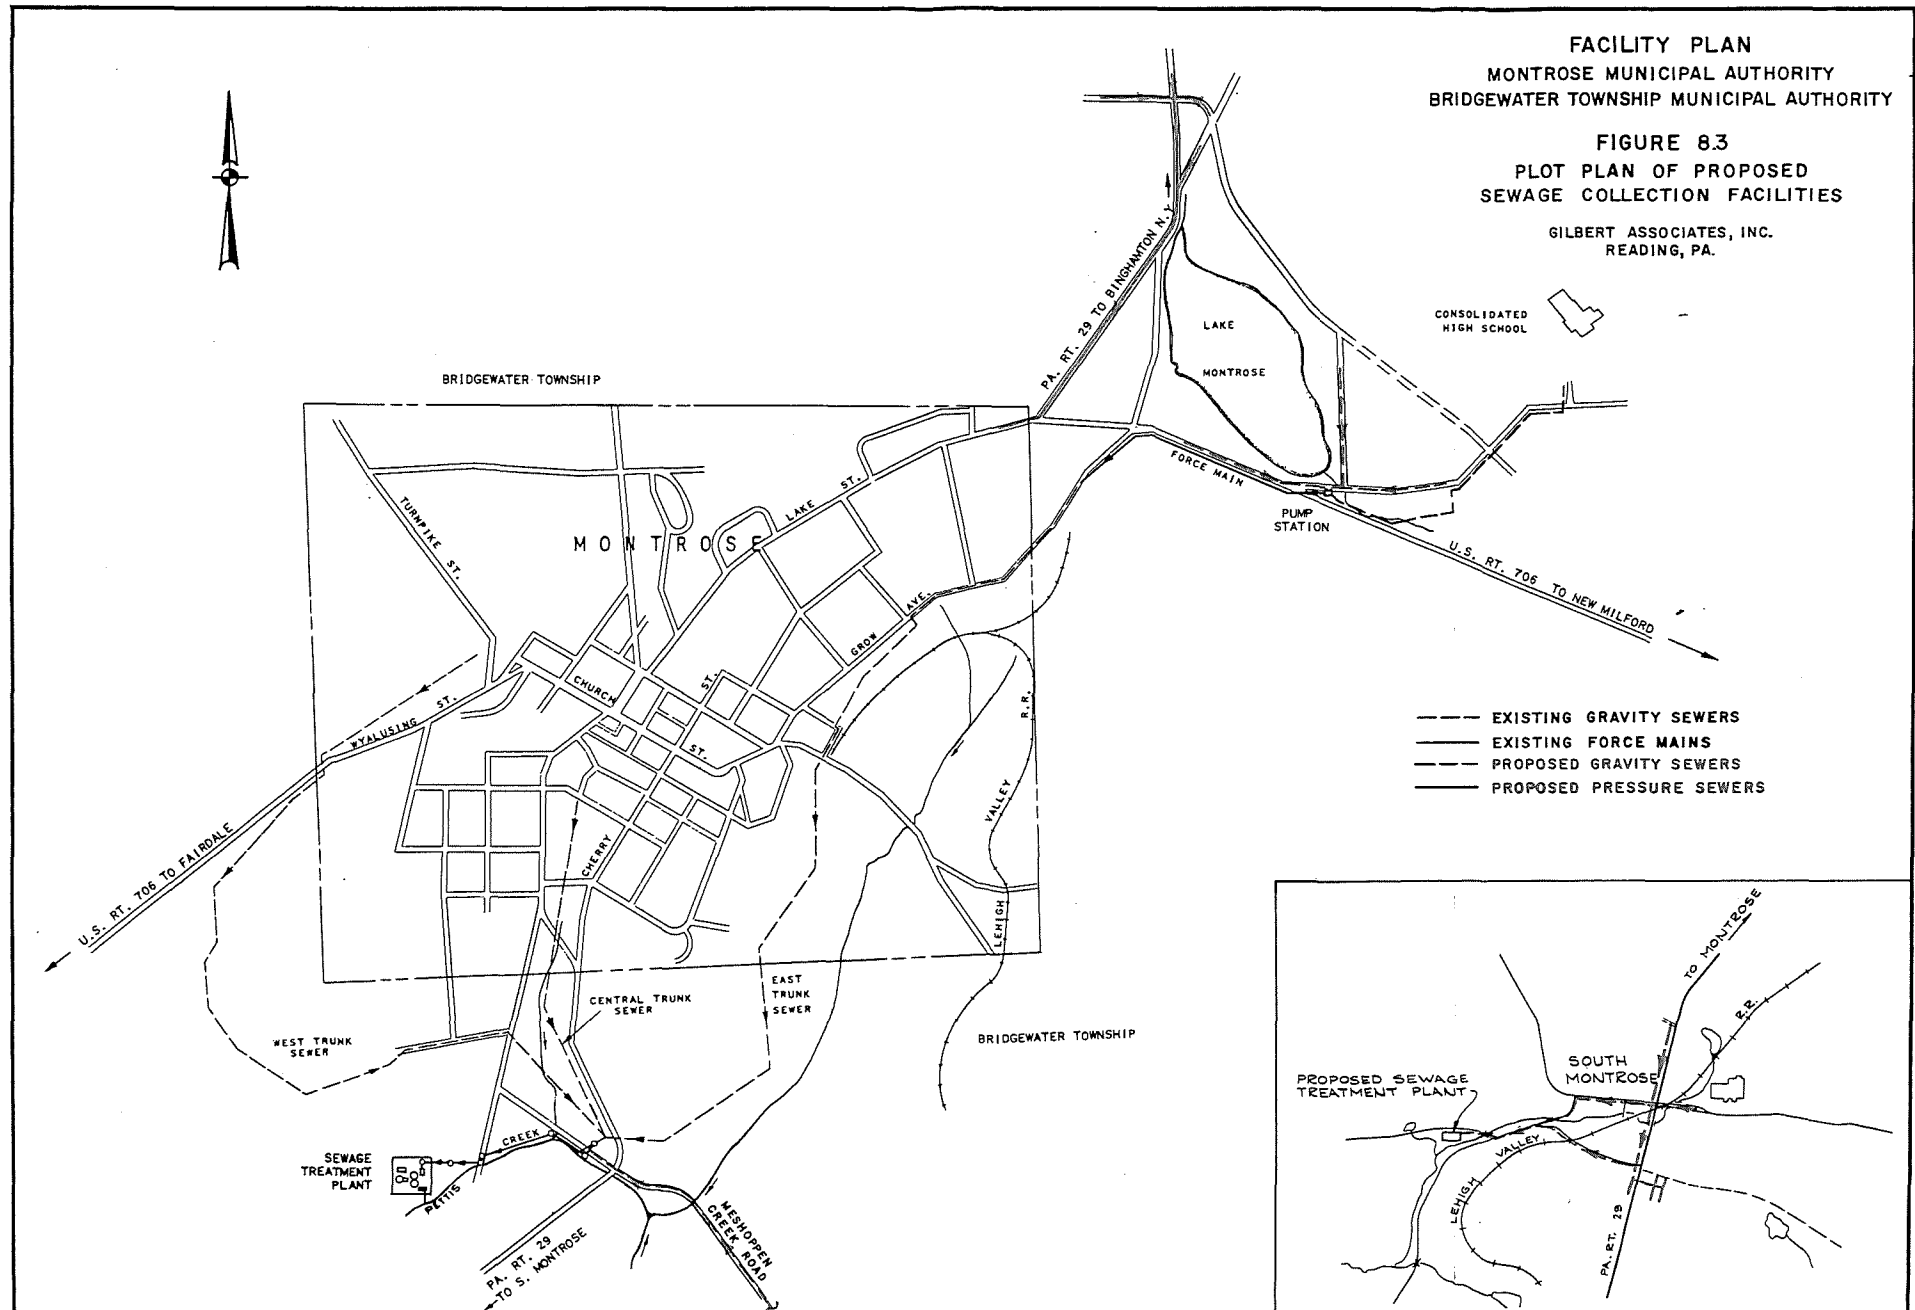 FACILITY PLAN
MONTROSE MUNICIPAL AUTHORITY
BRIDGEWATER TOWNSHIP MUNICIPAL AUTHORITY
FIGURE 8.3
PLOT PLAN OF PROPOSED
SEWAGE COLLECTION FACILITIES
GILBERT ASSOCIATES, INC.
READING, PA.
CONSOLIDATED
HIGH SCHOOL
PA. RT. 29 TO BINGHAMTON N.Y.
LAKE
MONTROSE
BRIDGEWATER TOWNSHIP
FORCE MAIN
PUMP
STATION
U.S. RT. 706 TO NEW MILFORD
TURNPIKE ST.
MONTROSE
LAKE ST.
GROW AVE.
CHURCH ST.
ST.
WYALUSING ST.
U.S. RT. 706 TO FAIRDALE
CHERRY
LEHIGH VALLEY R.R.
EXISTING GRAVITY SEWERS
EXISTING FORCE MAINS
PROPOSED GRAVITY SEWERS
PROPOSED PRESSURE SEWERS
WEST TRUNK
SEWER
CENTRAL TRUNK
SEWER
EAST
TRUNK
SEWER
BRIDGEWATER TOWNSHIP
SEWAGE
TREATMENT
PLANT
PETTIS CREEK
PA. RT. 29
TO S. MONTROSE
MESHOPPEN
CREEK ROAD
TO MONTROSE
R.R.
SOUTH
MONTROSE
PROPOSED SEWAGE
TREATMENT PLANT
LEHIGH VALLEY
PA. RT. 29